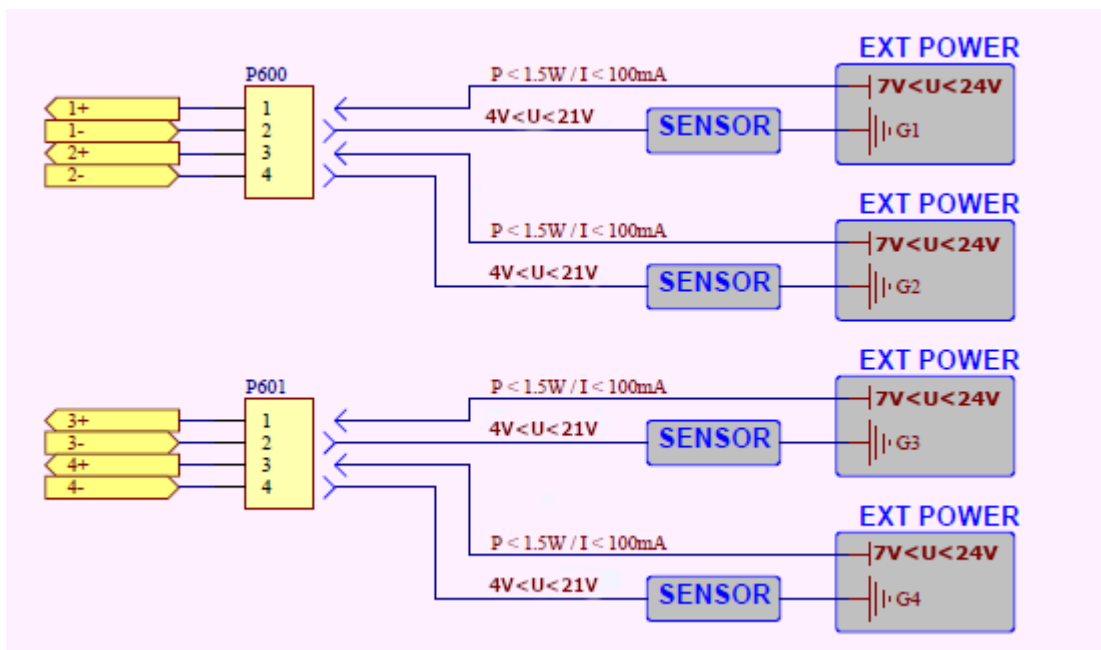 EXT POWER
P600
P < 1.5W / I < 100mA
7V<U<24V
1+ 1
4V<U<21V
1- 2 SENSOR G1
2+ 3
2- 4
EXT POWER
P < 1.5W / I < 100mA
7V<U<24V
4V<U<21V
SENSOR G2
EXT POWER
P601
P < 1.5W / I < 100mA
7V<U<24V
3+ 1
4V<U<21V
3- 2 SENSOR G3
4+ 3
4- 4
EXT POWER
P < 1.5W / I < 100mA
7V<U<24V
4V<U<21V
SENSOR G4